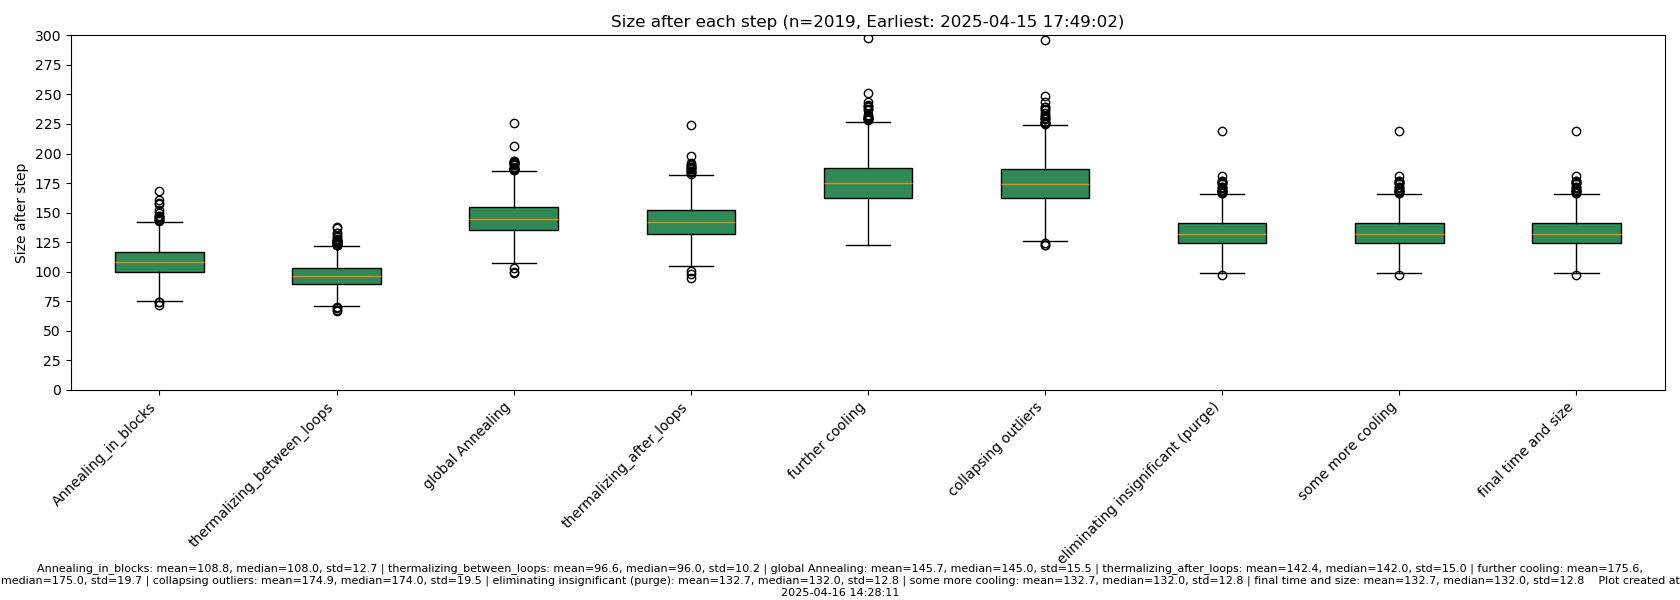 Size after each step (n=2019, Earliest: 2025-04-15 17:49:02)
300
275
250
225
200
175
150
125
100
75
50
25
0
Size after step
Annealing_in_blocks
thermalizing_between_loops
global Annealing
thermalizing_after_loops
further cooling
collapsing outliers
eliminating insignificant (purge)
some more cooling
final time and size
Annealing_in_blocks: mean=108.8, median=108.0, std=12.7 | thermalizing_between_loops: mean=96.6, median=96.0, std=10.2 | global Annealing: mean=145.7, median=145.0, std=15.5 | thermalizing_after_loops: mean=142.4, median=142.0, std=15.0 | further cooling: mean=175.6,
median=175.0, std=19.7 | collapsing outliers: mean=174.9, median=174.0, std=19.5 | eliminating insignificant (purge): mean=132.7, median=132.0, std=12.8 | some more cooling: mean=132.7, median=132.0, std=12.8 | final time and size: mean=132.7, median=132.0, std=12.8    Plot created at
2025-04-16 14:28:11